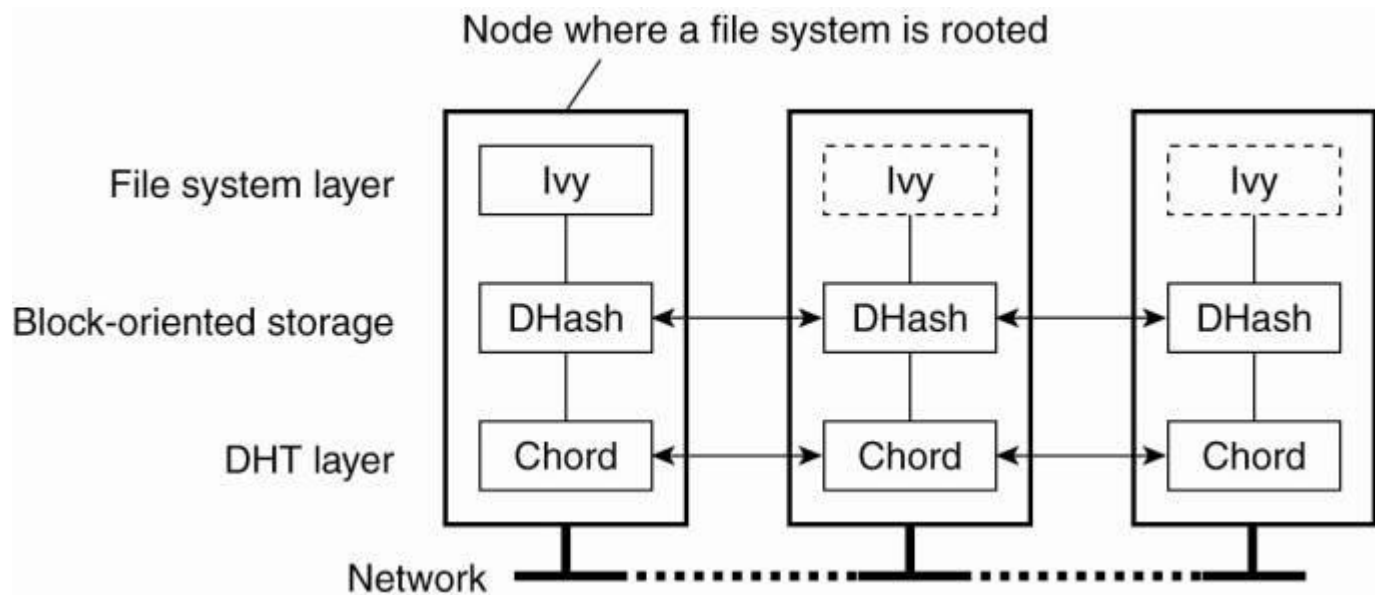 Node where a file system is rooted
File system layer
Ivy
Ivy
Ivy
Block-oriented storage
DHash
DHash
DHash
DHT layer
Chord
Chord
Chord
Network